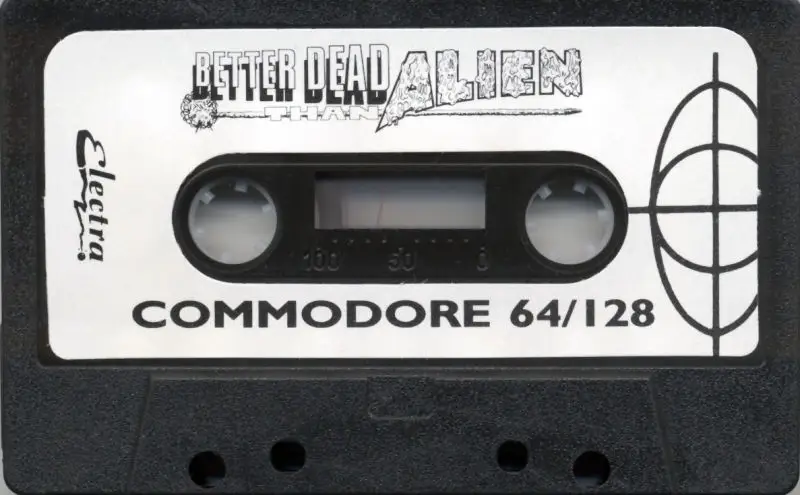 BETTER DEAD
THAN ALIEN
Electra
100 50 0
COMMODORE 64/128